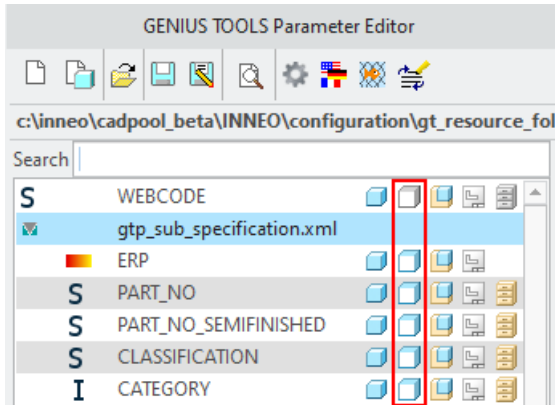 GENIUS TOOLS Parameter Editor
c:\inneo\cadpool_beta\INNEO\configuration\gt_resource_fol
Search
S WEBCODE
gtp_sub_specification.xml
ERP
S PART_NO
S PART_NO_SEMIFINISHED
S CLASSIFICATION
I CATEGORY